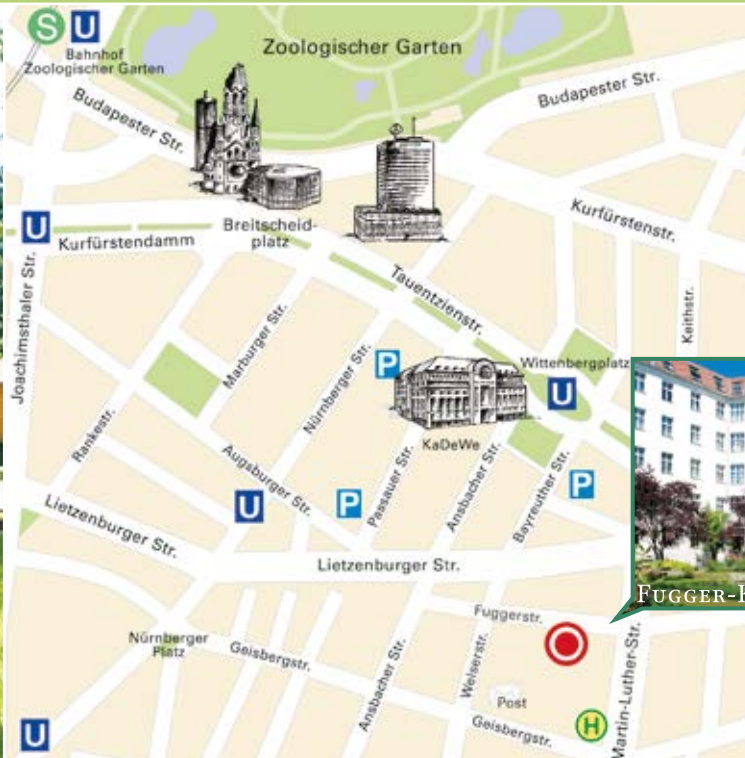 S U
Bahnhof
Zoologischer Garten
Zoologischer Garten
Budapester Str.
Budapester Str.
U
Kurfürstendamm
Breitscheid-
platz
Kurfürstenstr.
Tauentzienstr.
Keithstr.
Joachimsthaler Str.
Marburger Str.
Nürnberger Str.
P
Wittenbergplatz
U
KaDeWe
Rankestr.
Augsburger Str.
U
P
Passauer Str.
Ansbacher Str.
Bayreuther Str.
P
Lietzenburger Str.
Lietzenburger Str.
Fugger-
Fuggerstr.
Nürnberger
Platz
Geisbergstr.
Ansbacher Str.
Welserstr.
Post
Geisbergstr.
H
Martin-Luther-Str.
U